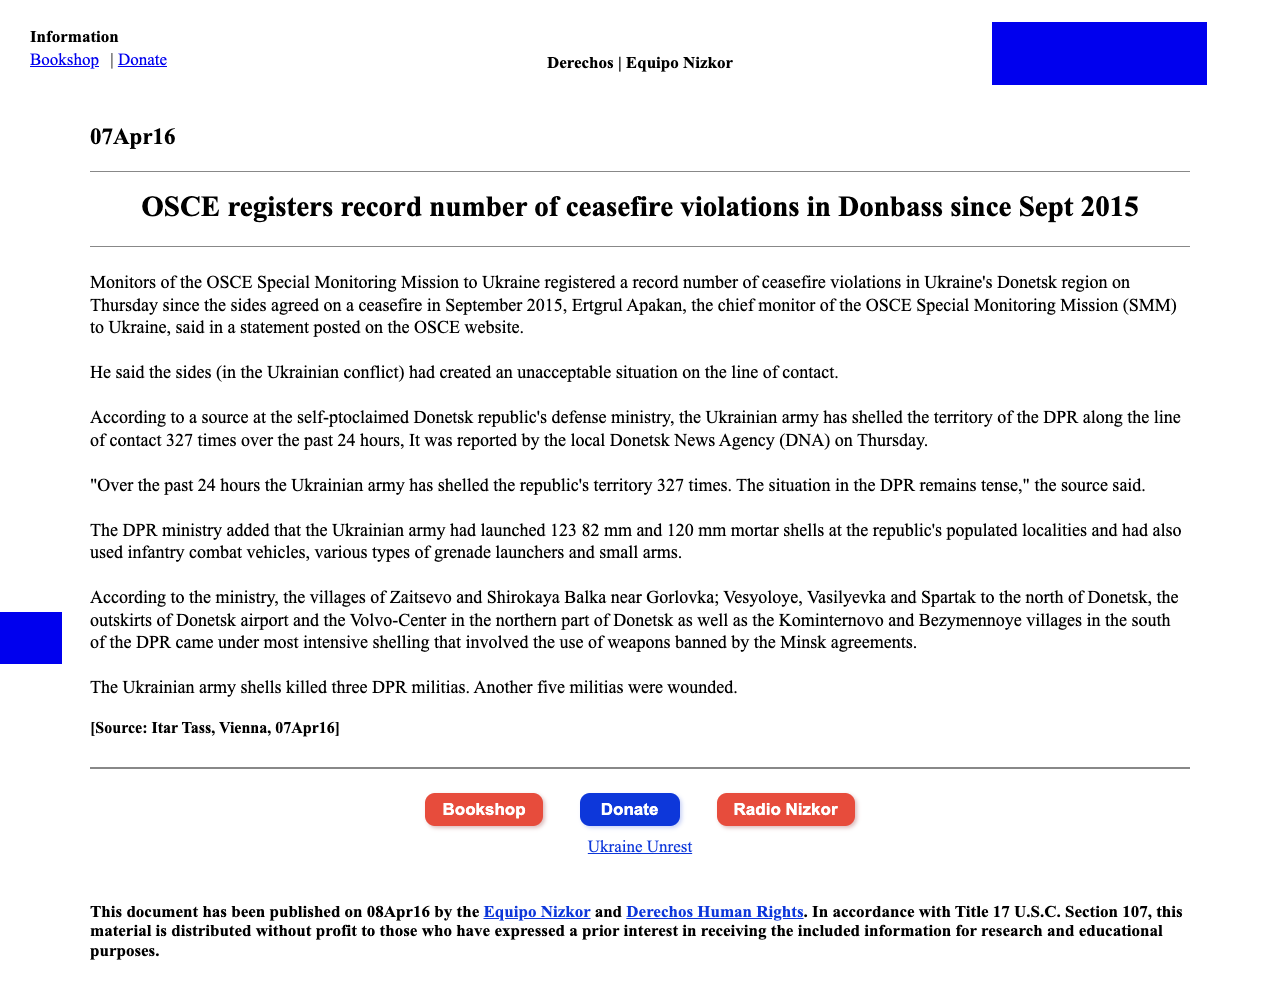 Information
Bookshop | Donate
Derechos | Equipo Nizkor
07Apr16
OSCE registers record number of ceasefire violations in Donbass since Sept 2015
Monitors of the OSCE Special Monitoring Mission to Ukraine registered a record number of ceasefire violations in Ukraine's Donetsk region on
Thursday since the sides agreed on a ceasefire in September 2015, Ertgrul Apakan, the chief monitor of the OSCE Special Monitoring Mission (SMM)
to Ukraine, said in a statement posted on the OSCE website.
He said the sides (in the Ukrainian conflict) had created an unacceptable situation on the line of contact.
According to a source at the self-ptoclaimed Donetsk republic's defense ministry, the Ukrainian army has shelled the territory of the DPR along the line
of contact 327 times over the past 24 hours, It was reported by the local Donetsk News Agency (DNA) on Thursday.
"Over the past 24 hours the Ukrainian army has shelled the republic's territory 327 times. The situation in the DPR remains tense," the source said.
The DPR ministry added that the Ukrainian army had launched 123 82 mm and 120 mm mortar shells at the republic's populated localities and had also
used infantry combat vehicles, various types of grenade launchers and small arms.
According to the ministry, the villages of Zaitsevo and Shirokaya Balka near Gorlovka; Vesyoloye, Vasilyevka and Spartak to the north of Donetsk, the
outskirts of Donetsk airport and the Volvo-Center in the northern part of Donetsk as well as the Kominternovo and Bezymennoye villages in the south
of the DPR came under most intensive shelling that involved the use of weapons banned by the Minsk agreements.
The Ukrainian army shells killed three DPR militias. Another five militias were wounded.
[Source: Itar Tass, Vienna, 07Apr16]
Bookshop Donate Radio Nizkor
Ukraine Unrest
This document has been published on 08Apr16 by the Equipo Nizkor and Derechos Human Rights. In accordance with Title 17 U.S.C. Section 107, this
material is distributed without profit to those who have expressed a prior interest in receiving the included information for research and educational
purposes.